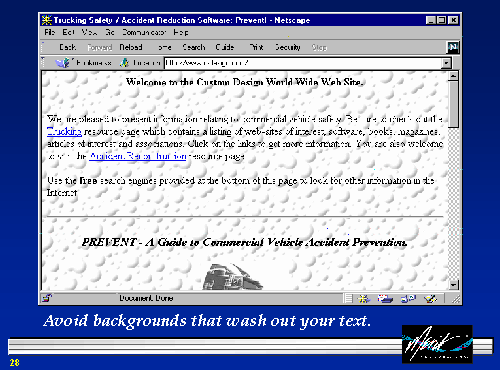 Trucking Safety / Accident Reduction Software: Prevent! - Netscape
File Edit View Go Communicator Help
Back Forward Reload Home Search Guide Print Security Stop
Bookmarks Location:
Welcome to the Custom Design World Wide Web Site.
We are pleased to present information relating to commercial vehicle safety. Be sure to check out the
Trucking resource page which contains a listing of web-sites of interest, software, books, magazines,
articles of interest and associations. Click on the links to get more information. You are also welcome
to visit the Accident Reconstruction resource page.
Use the free search engines provided at the bottom of this page to look for other information in the
Internet
PREVENT - A Guide to Commercial Vehicle Accident Prevention.
Document: Done
Avoid backgrounds that wash out your text.
28